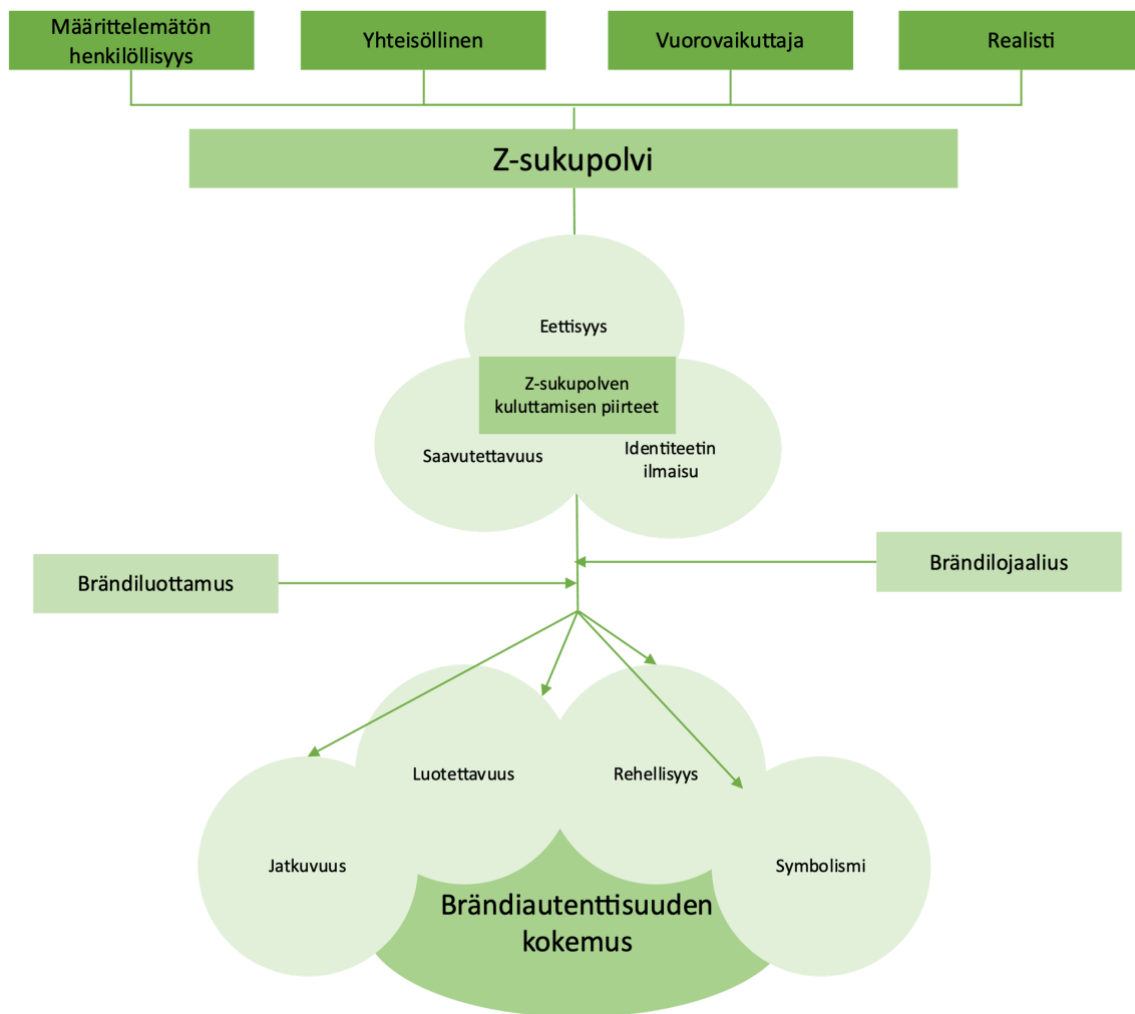 Määrittelemätön
henkilöllisyys
Yhteisöllinen
Vuorovaikuttaja
Realisti
Z-sukupolvi
Eettisyys
Z-sukupolven
kuluttamisen piirteet
Saavutettavuus
Identiteetin
ilmaisu
Brändiluottamus
Brändilojaalius
Luotettavuus
Rehellisyys
Jatkuvuus
Symbolismi
Brändiautenttisuuden
kokemus